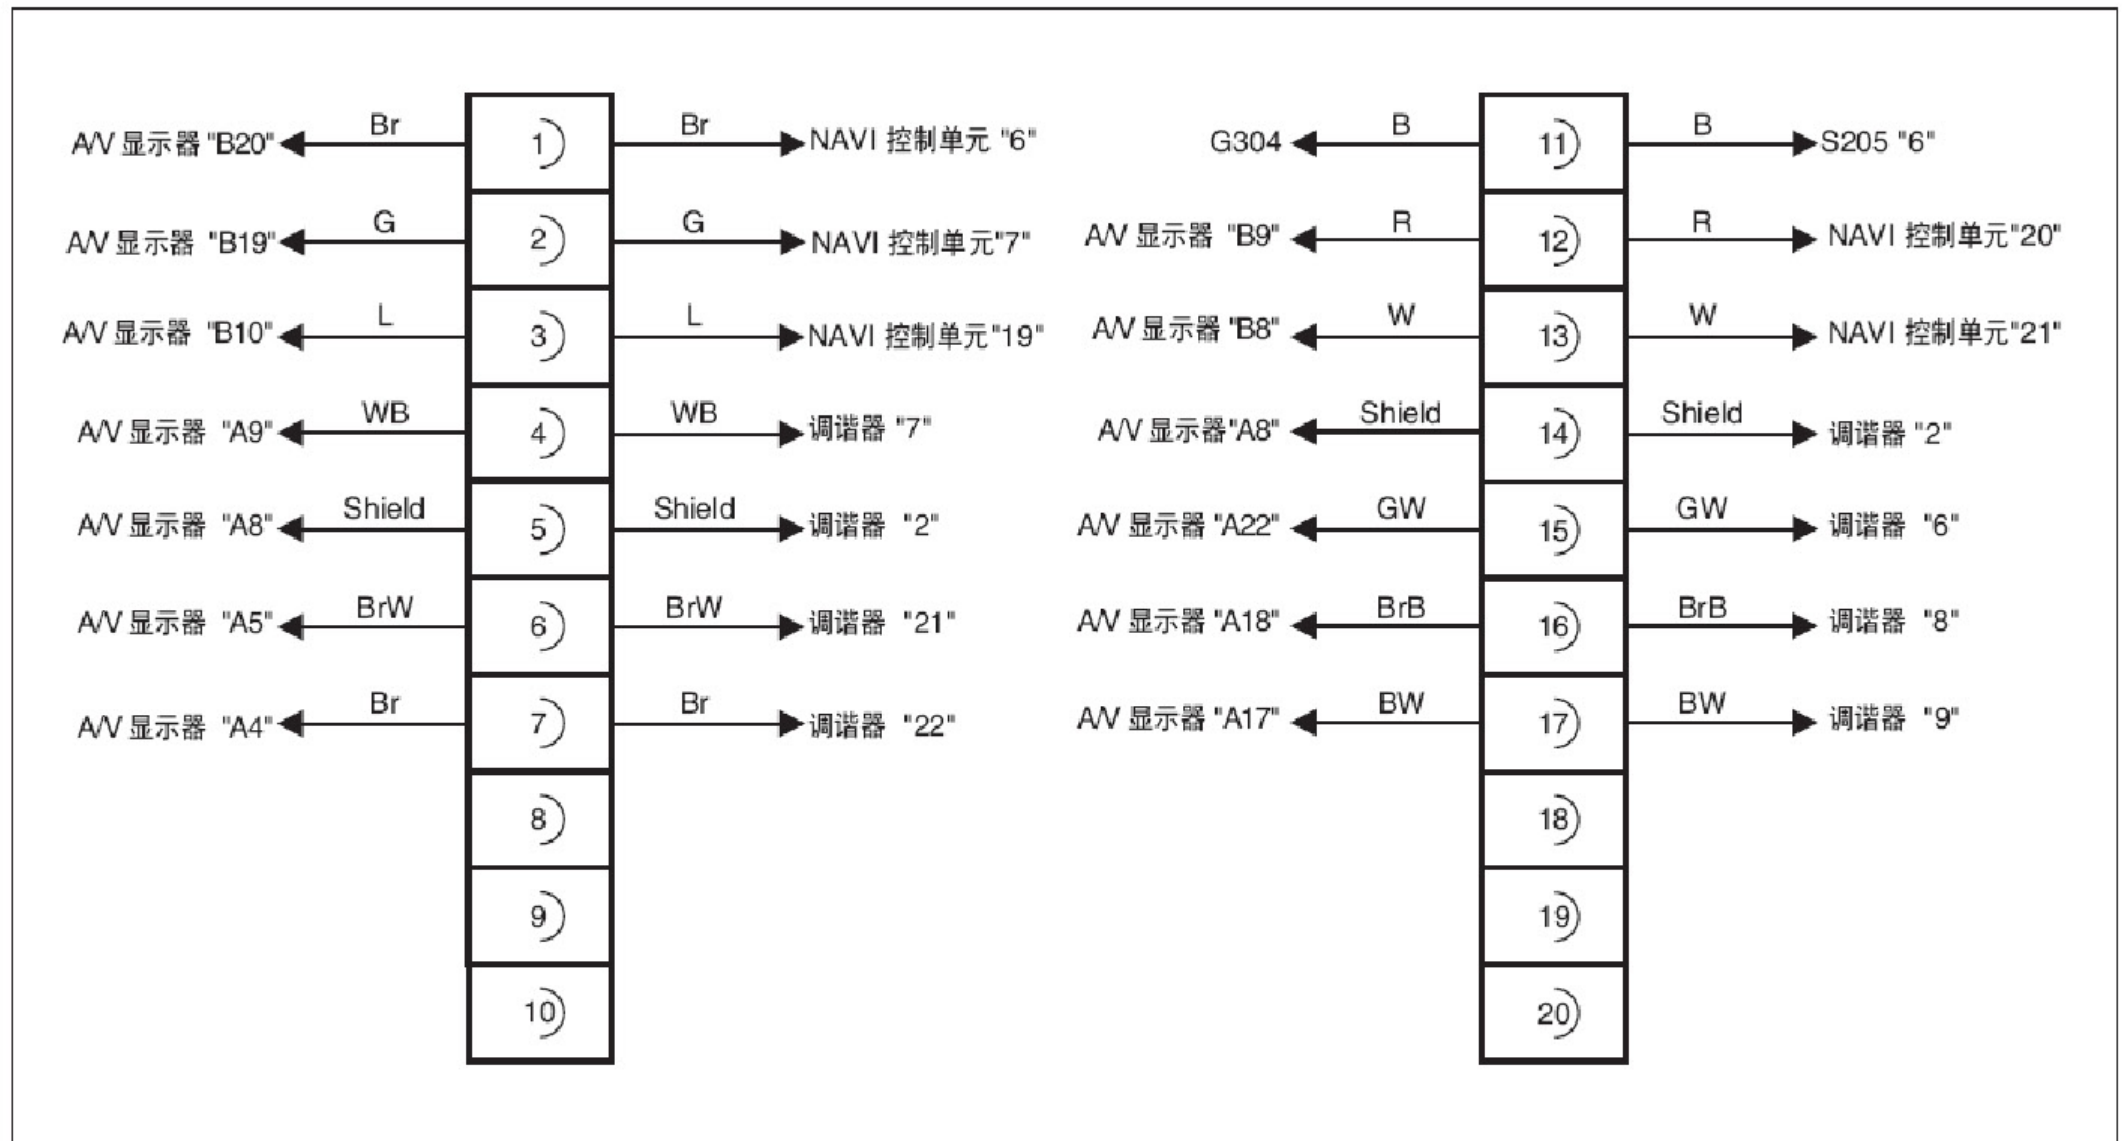 A/V 显示器 "B20" Br 1 Br NAVI 控制单元 "6"
A/V 显示器 "B19" G 2 G NAVI 控制单元"7"
A/V 显示器 "B10" L 3 L NAVI 控制单元"19"
A/V 显示器 "A9" WB 4 WB 调谐器 "7"
A/V 显示器 "A8" Shield 5 Shield 调谐器 "2"
A/V 显示器 "A5" BrW 6 BrW 调谐器 "21"
A/V 显示器 "A4" Br 7 Br 调谐器 "22"
8
9
10
G304 B 11 B S205 "6"
A/V 显示器 "B9" R 12 R NAVI 控制单元"20"
A/V 显示器 "B8" W 13 W NAVI 控制单元"21"
A/V 显示器"A8" Shield 14 Shield 调谐器 "2"
A/V 显示器 "A22" GW 15 GW 调谐器 "6"
A/V 显示器 "A18" BrB 16 BrB 调谐器 "8"
A/V 显示器 "A17" BW 17 BW 调谐器 "9"
18
19
20